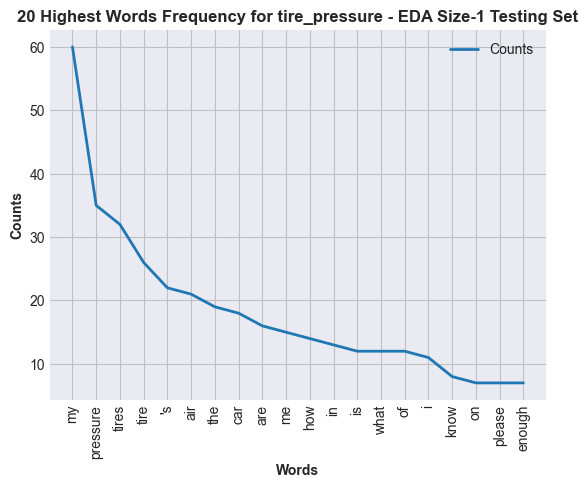 20 Highest Words Frequency for tire_pressure - EDA Size-1 Testing Set
Counts
60
50
40
30
20
10
Counts
my
pressure
tires
tire
's
air
the
car
are
me
how
in
is
what
of
i
know
on
please
enough
Words